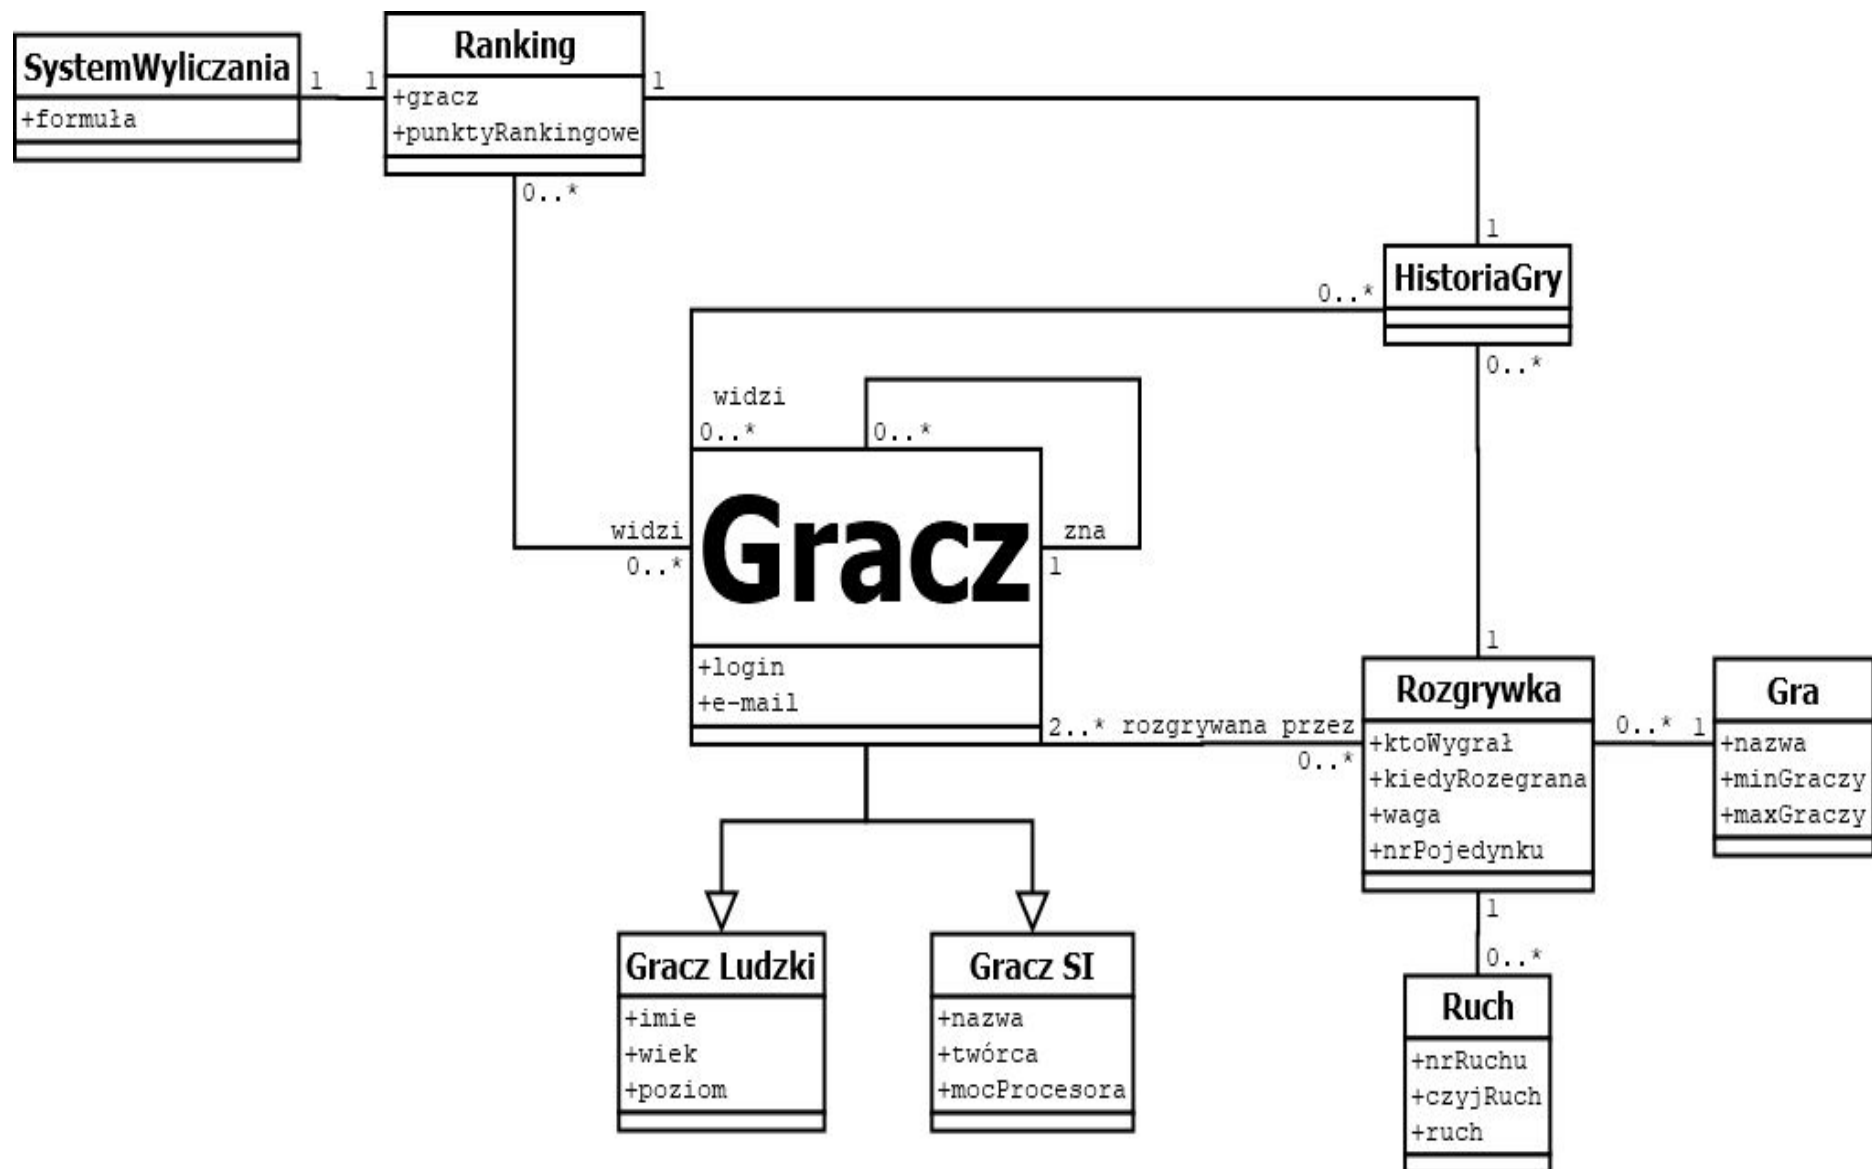 SystemWyliczania
+formuła
1
1
Ranking
+gracz
+punktyRankingowe
1
0..*
1
HistoriaGry
0..*
0..*
widzi
0..*
0..*
widzi
0..*
Gracz
zna
1
+login
+e-mail
2..* rozgrywana przez
0..*
1
Rozgrywka
+ktoWygrał
+kiedyRozegrana
+waga
+nrPojedynku
0..*
1
Gra
+nazwa
+minGraczy
+maxGraczy
1
0..*
Gracz Ludzki
+imie
+wiek
+poziom
Gracz SI
+nazwa
+twórca
+mocProcesora
Ruch
+nrRuchu
+czyjRuch
+ruch